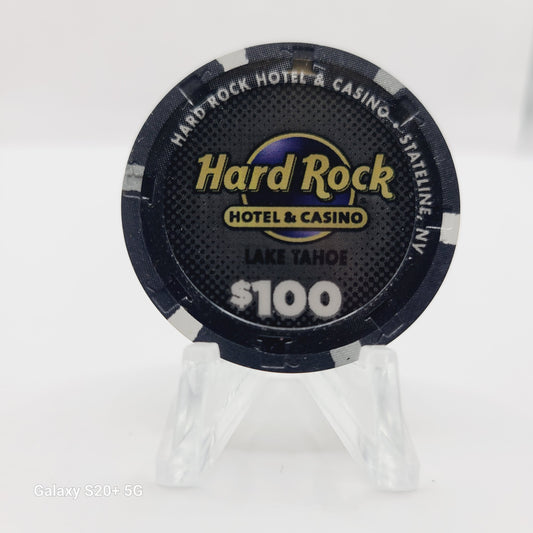 HARD ROCK HOTEL & CASINO • STATELINE, NV
Hard Rock
HOTEL & CASINO
LAKE TAHOE
$100
Galaxy S20+ 5G